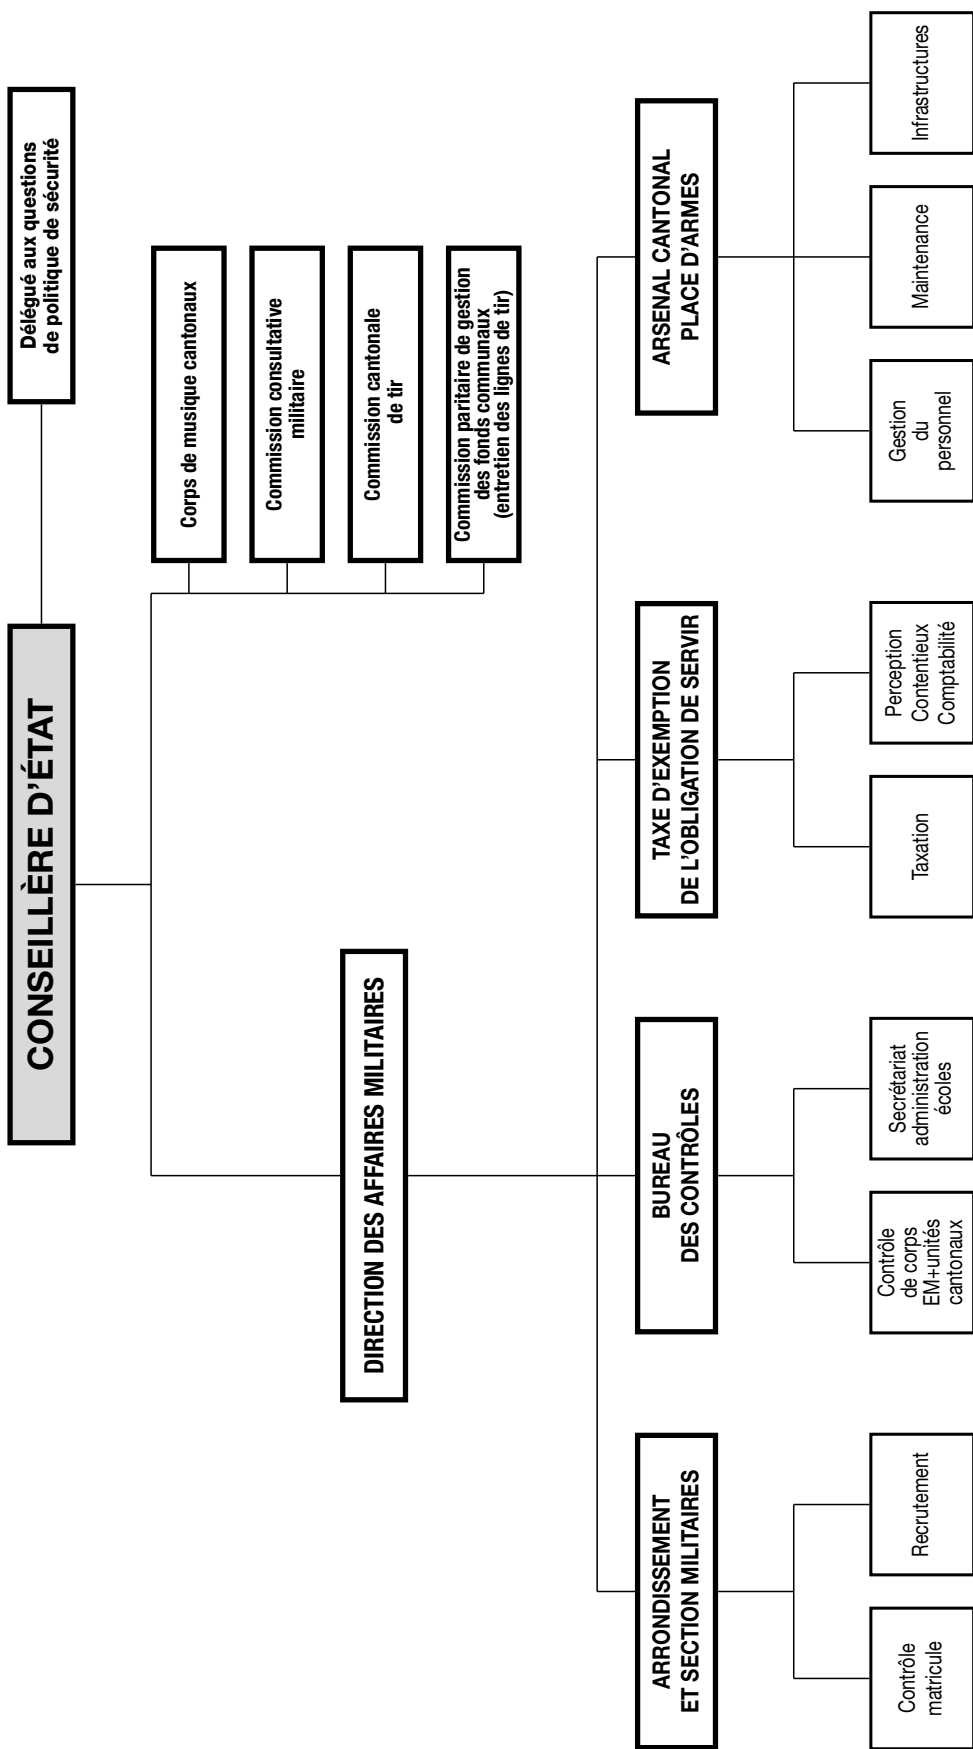 CONSEILLÈRE D'ÉTAT
Délégué aux questions
de politique de sécurité
Corps de musique cantonaux
Commission consultative
militaire
Commission cantonale
de tir
Commission paritaire de gestion
des fonds communaux
(entretien des lignes de tir)
DIRECTION DES AFFAIRES MILITAIRES
ARRONDISSEMENT
ET SECTION MILITAIRES
BUREAU
DES CONTRÔLES
TAXE D'EXEMPTION
DE L'OBLIGATION DE SERVIR
ARSENAL CANTONAL
PLACE D'ARMES
Contrôle
matricule
Recrutement
Contrôle
de corps
EM+unités
cantonaux
Secrétariat
administration
écoles
Taxation
Perception
Contentieux
Comptabilité
Gestion
du
personnel
Maintenance
Infrastructures